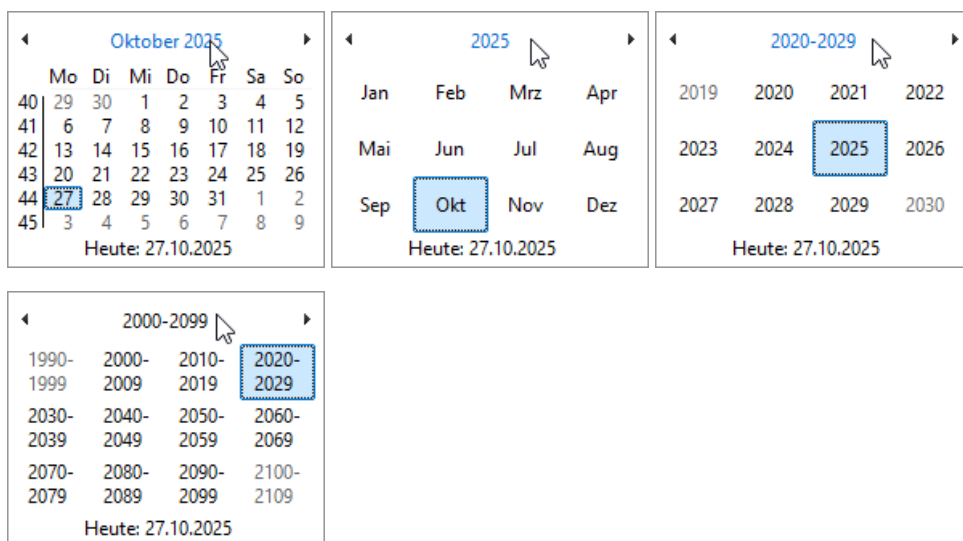 Oktober 2025
Mo Di Mi Do Fr Sa So
40 29 30 1 2 3 4 5
41 6 7 8 9 10 11 12
42 13 14 15 16 17 18 19
43 20 21 22 23 24 25 26
44 27 28 29 30 31 1 2
45 3 4 5 6 7 8 9
Heute: 27.10.2025
2025
Jan Feb Mrz Apr
Mai Jun Jul Aug
Sep Okt Nov Dez
Heute: 27.10.2025
2020-2029
2019 2020 2021 2022
2023 2024 2025 2026
2027 2028 2029 2030
Heute: 27.10.2025
2000-2099
1990- 2000- 2010- 2020-
1999 2009 2019 2029
2030- 2040- 2050- 2060-
2039 2049 2059 2069
2070- 2080- 2090- 2100-
2079 2089 2099 2109
Heute: 27.10.2025